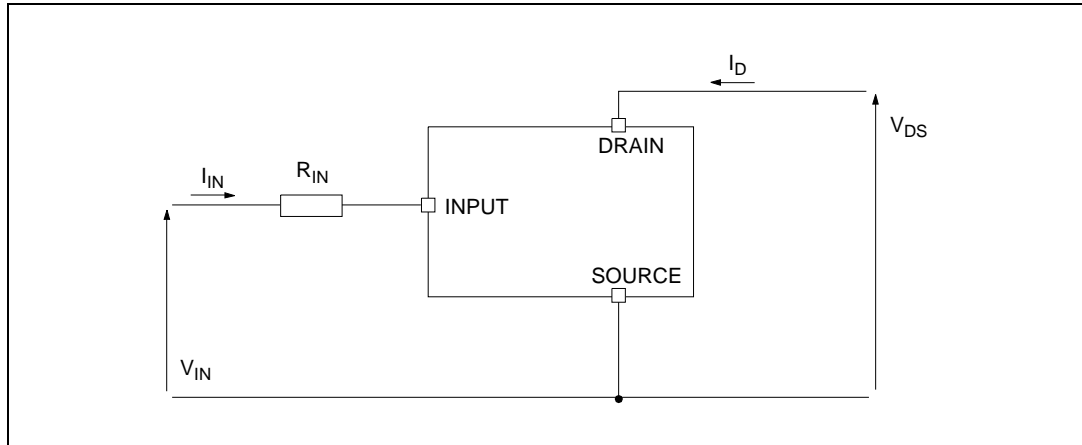 I_D
V_DS
DRAIN
R_IN
I_IN
INPUT
SOURCE
V_IN